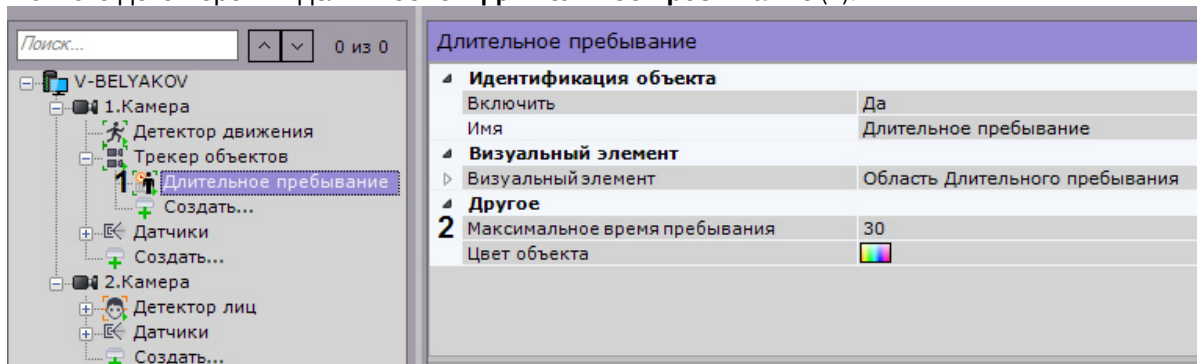 Поиск...
0 из 0
V-BELYAKOV
1.Камера
Детектор движения
Трекер объектов
1 Длительное пребывание
Создать...
Датчики
Создать...
2.Камера
Детектор лиц
Датчики
Создать...
Длительное пребывание
Идентификация объекта
Включить Да
Имя Длительное пребывание
Визуальный элемент
Визуальный элемент Область Длительного пребывания
Другое
2 Максимальное время пребывания 30
Цвет объекта